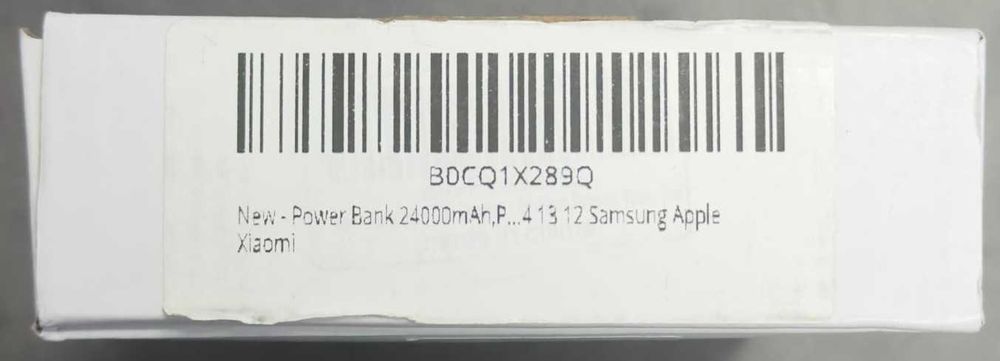 B0CQ1X289Q
New - Power Bank 24000mAh,P...4 13 12 Samsung Apple
Xiaomi